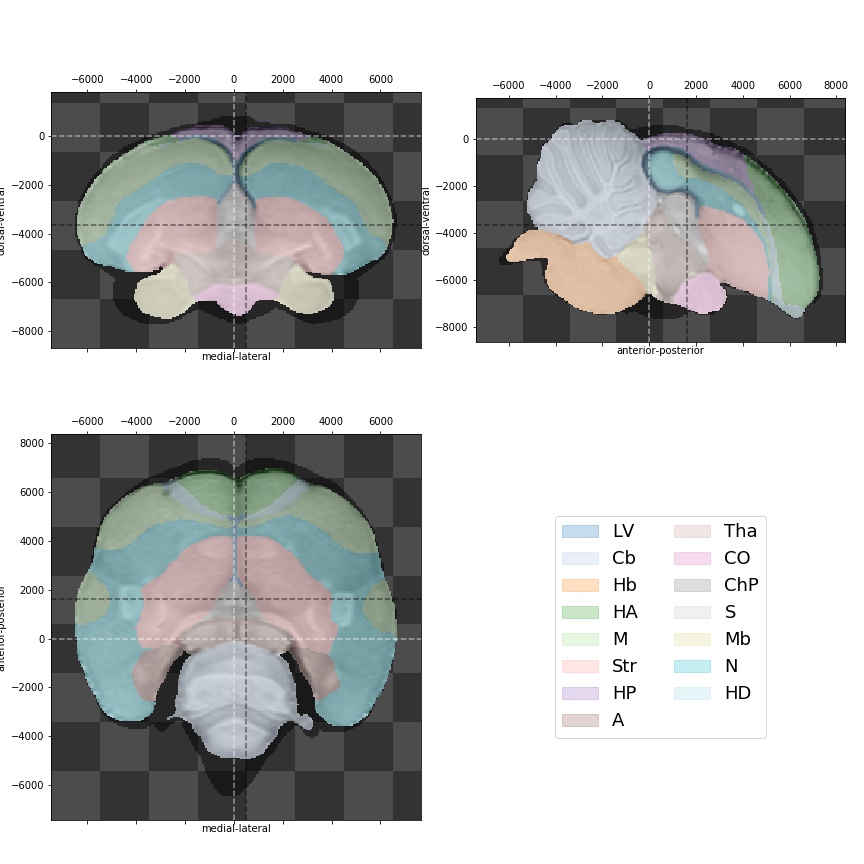 −6000 −4000 −2000 0 2000 4000 6000
0
−2000
−4000
−6000
−8000
dorsal-ventral
medial-lateral
−6000 −4000 −2000 0 2000 4000 6000 8000
0
−2000
−4000
−6000
−8000
dorsal-ventral
anterior-posterior
−6000 −4000 −2000 0 2000 4000 6000
8000
6000
4000
2000
0
−2000
−4000
−6000
anterior-posterior
medial-lateral
LV Tha
Cb CO
Hb ChP
HA S
M Mb
Str N
HP HD
A